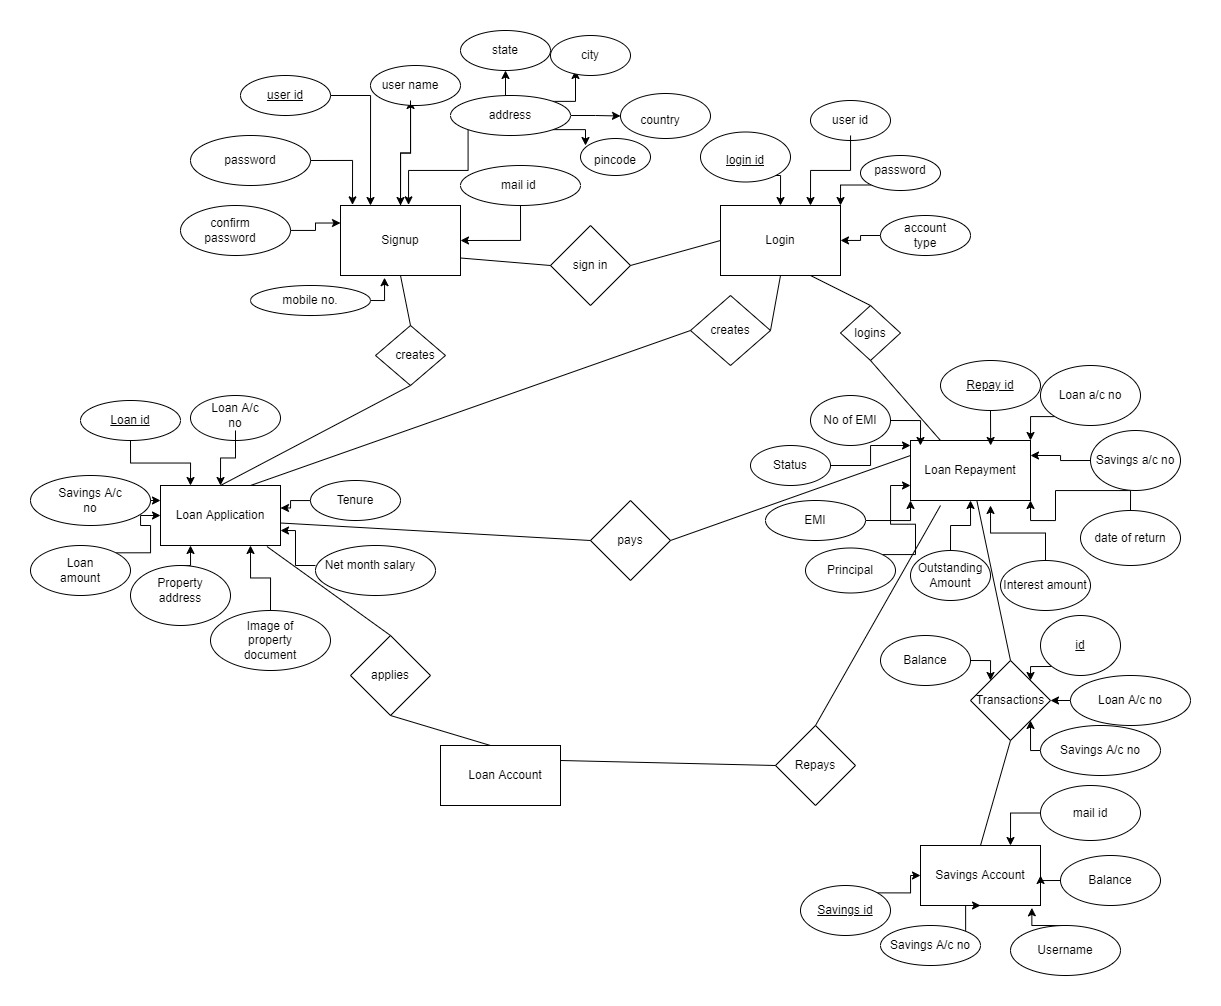 state
city
user id
user name
address
country
user id
password
pincode
login id
password
mail id
confirm
password
Signup
sign in
Login
account
type
mobile no.
creates
creates
logins
Loan id
Loan A/c
no
Repay id
Loan a/c no
No of EMI
Status
Loan Repayment
Savings a/c no
Savings A/c
no
Loan Application
Tenure
EMI
pays
date of return
Loan
amount
Property
address
Net month salary
Principal
Outstanding
Amount
Interest amount
Image of
property
document
applies
Balance
id
Transactions
Loan A/c no
Savings A/c no
Loan Account
Repays
mail id
Savings Account
Balance
Savings id
Savings A/c no
Username